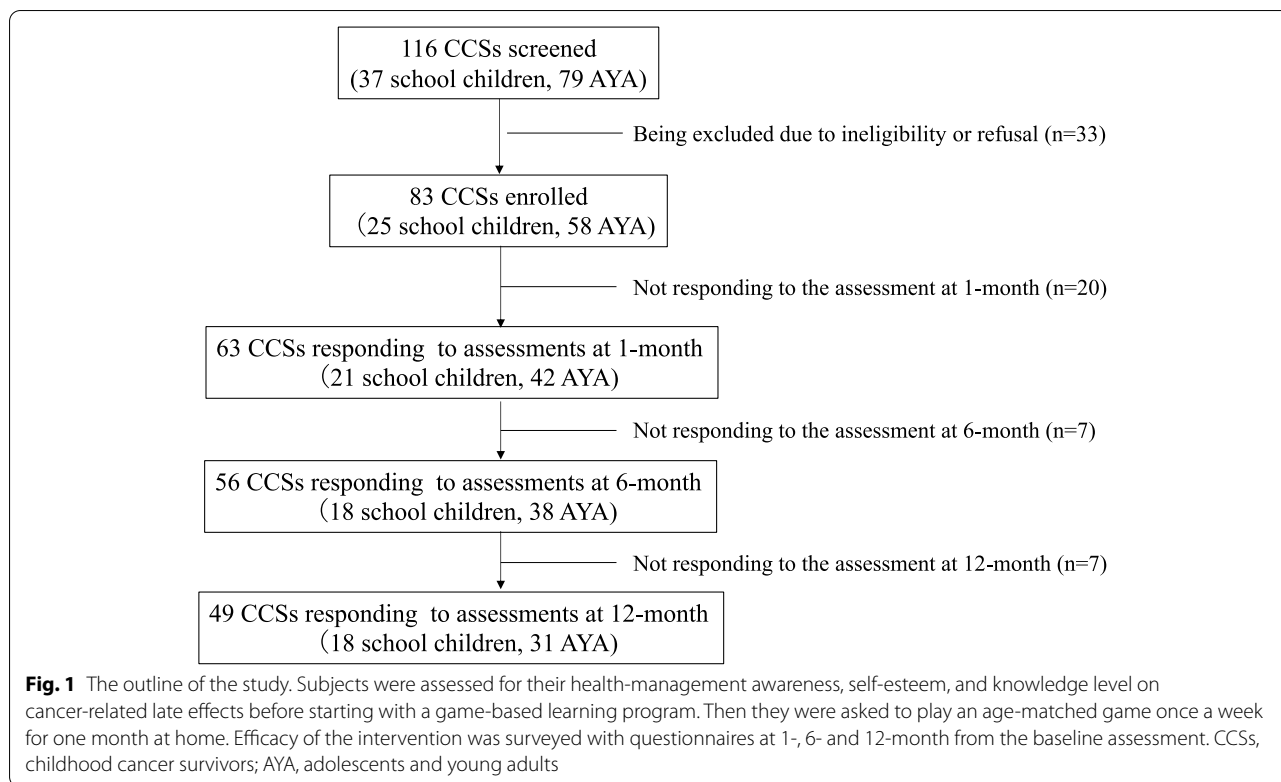 116 CCSs screened
(37 school children, 79 AYA)
Being excluded due to ineligibility or refusal (n=33)
83 CCSs enrolled
（25 school children, 58 AYA）
Not responding to the assessment at 1-month (n=20)
63 CCSs responding  to assessments at 1-month
（21 school children, 42 AYA）
Not responding to the assessment at 6-month (n=7)
56 CCSs responding  to assessments at 6-month
（18 school children, 38 AYA）
Not responding to the assessment at 12-month (n=7)
49 CCSs responding  to assessments at 12-month
（18 school children, 31 AYA）
Fig. 1 The outline of the study. Subjects were assessed for their health-management awareness, self-esteem, and knowledge level on
cancer-related late effects before starting with a game-based learning program. Then they were asked to play an age-matched game once a week
for one month at home. Efficacy of the intervention was surveyed with questionnaires at 1-, 6- and 12-month from the baseline assessment. CCSs,
childhood cancer survivors; AYA, adolescents and young adults